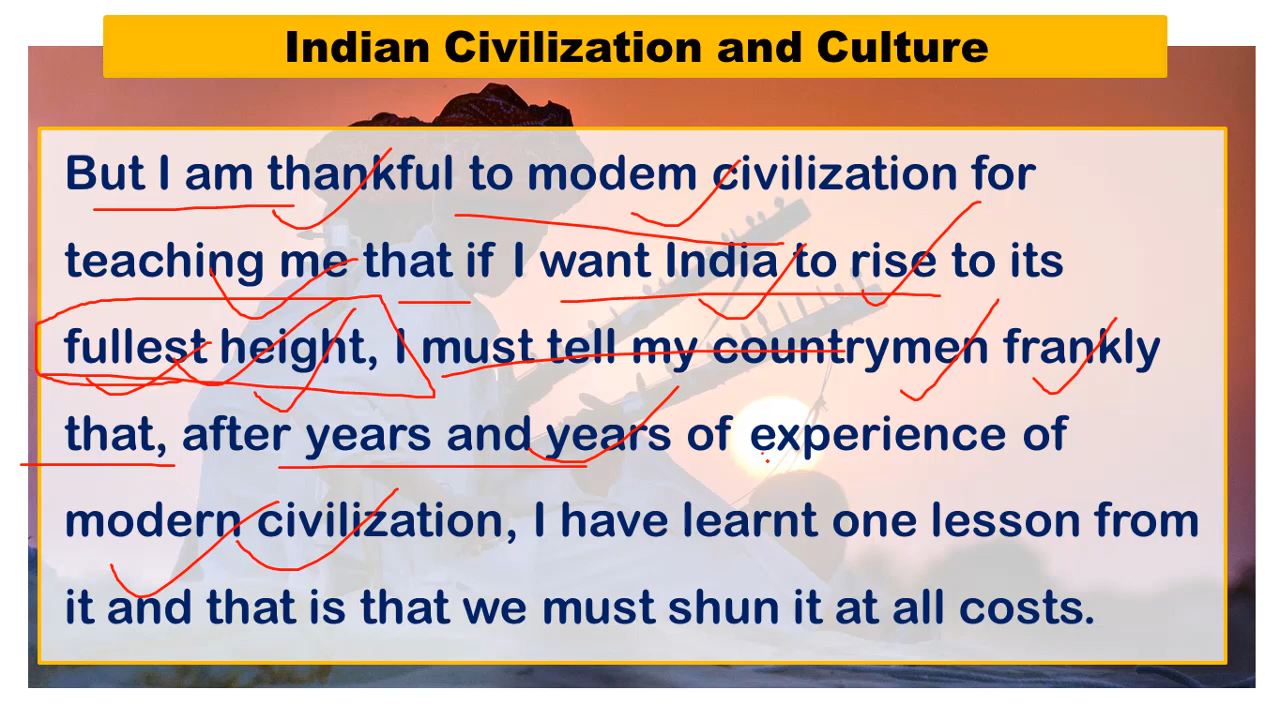 Indian Civilization and Culture
But I am thankful to modem civilization for
teaching me that if I want India to rise to its
fullest height, I must tell my countrymen frankly
that, after years and years of experience of
modern civilization, I have learnt one lesson from
it and that is that we must shun it at all costs.